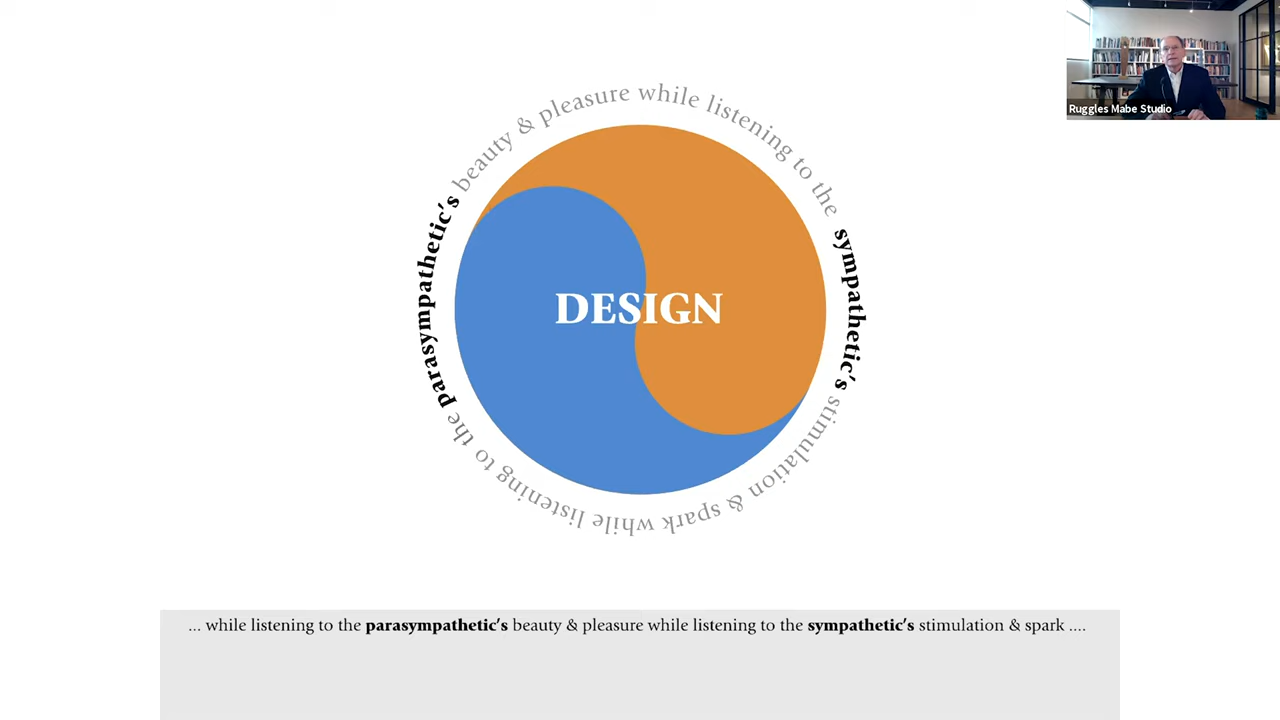 Ruggles Mabe Studio
parasympathetic's beauty & pleasure while listening to the sympathetic's stimulation & spark while listening to the
DESIGN
... while listening to the parasympathetic's beauty & pleasure while listening to the sympathetic's stimulation & spark ....